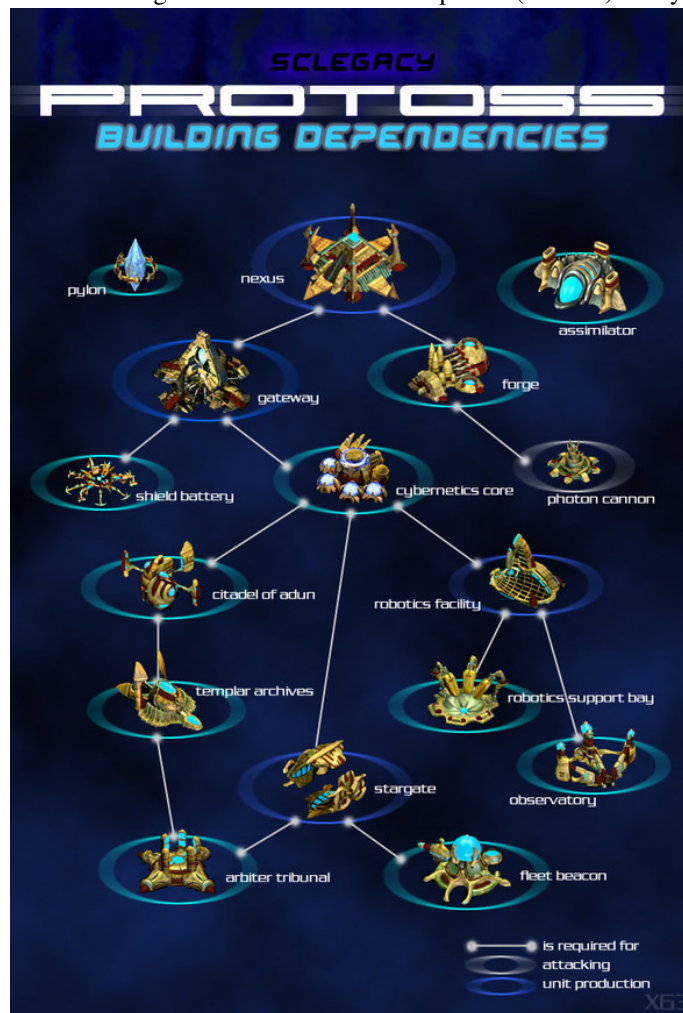 SCLEGACY
PROTOSS
BUILDING DEPENDENCIES
pylon
nexus
assimilator
gateway
forge
shield battery
cybernetics core
photon cannon
citadel of adun
robotics facility
templar archives
robotics support bay
stargate
observatory
arbiter tribunal
fleet beacon
is required for
attacking
unit production